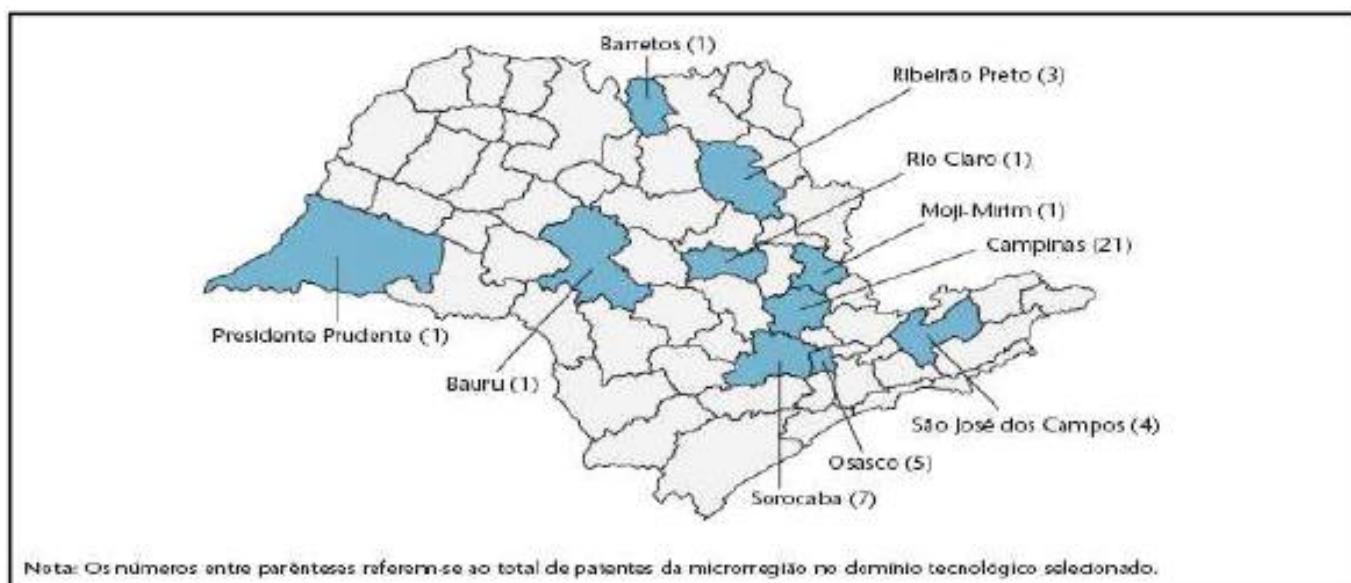 Barretos (1)
Ribeirão Preto (3)
Rio Claro (1)
Moji-Mirim (1)
Campinas (21)
Presidente Prudente (1)
Bauru (1)
São José dos Campos (4)
Osasco (5)
Sorocaba (7)
Nota: Os números entre parênteses referem-se ao total de patentes da microrregião no domínio tecnológico selecionado.